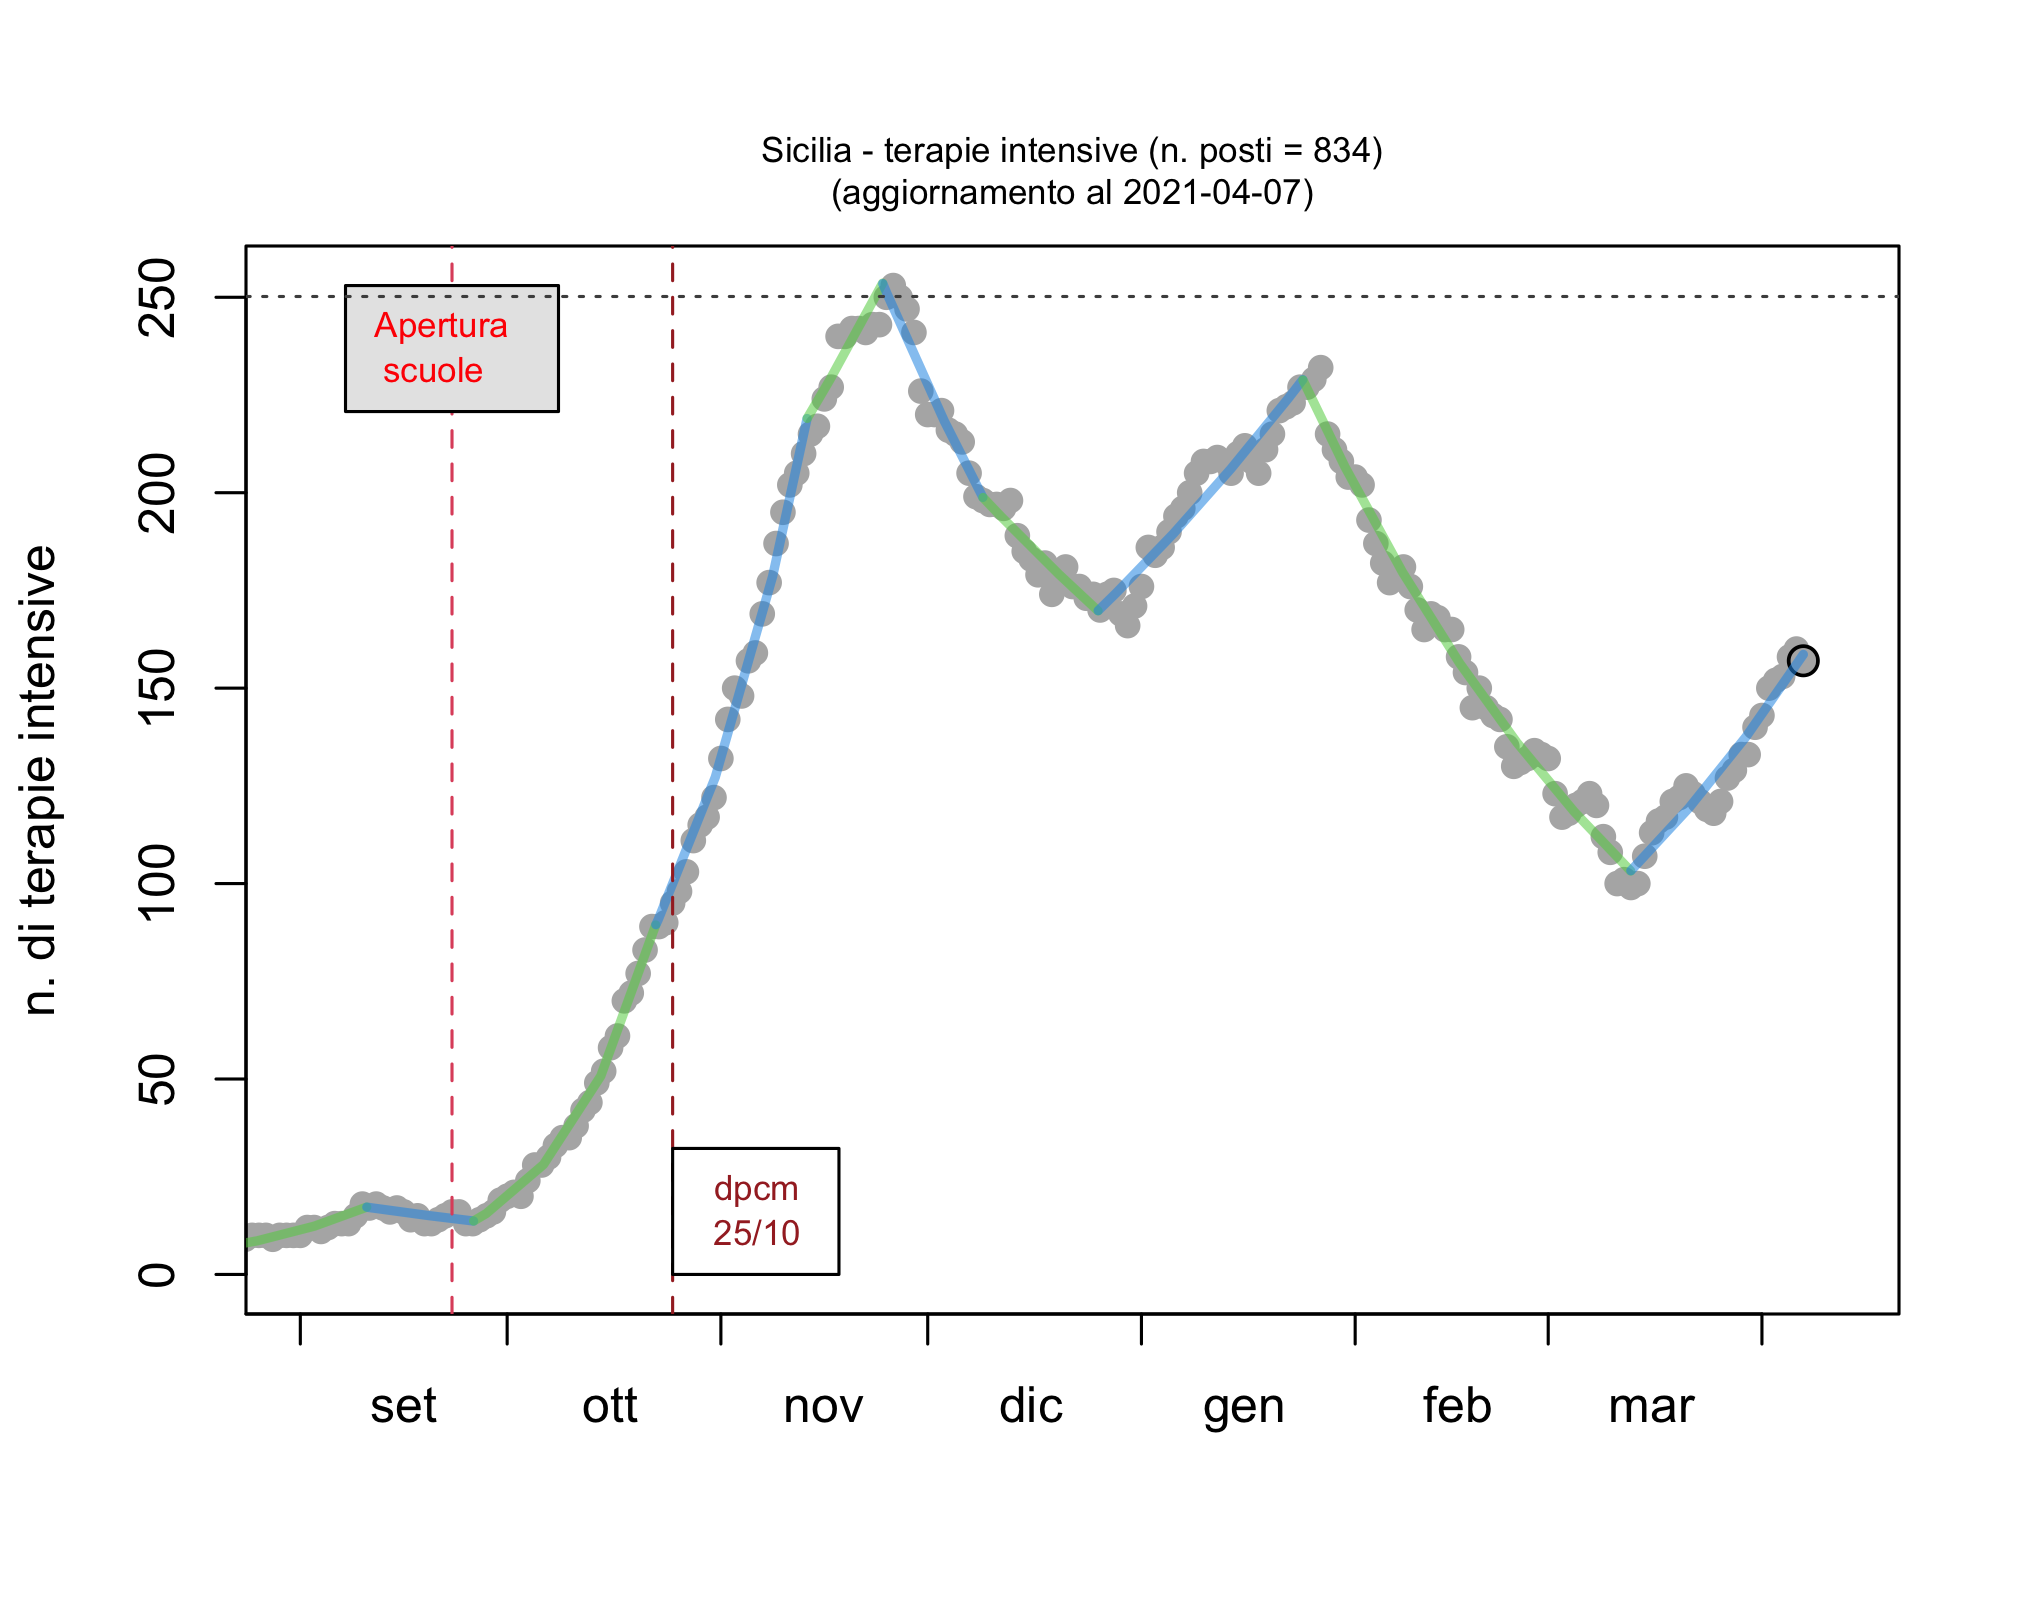 Sicilia - terapie intensive (n. posti = 834)
(aggiornamento al 2021-04-07)
n. di terapie intensive
250
200
150
100
50
0
Apertura
scuole
dpcm
25/10
set
ott
nov
dic
gen
feb
mar